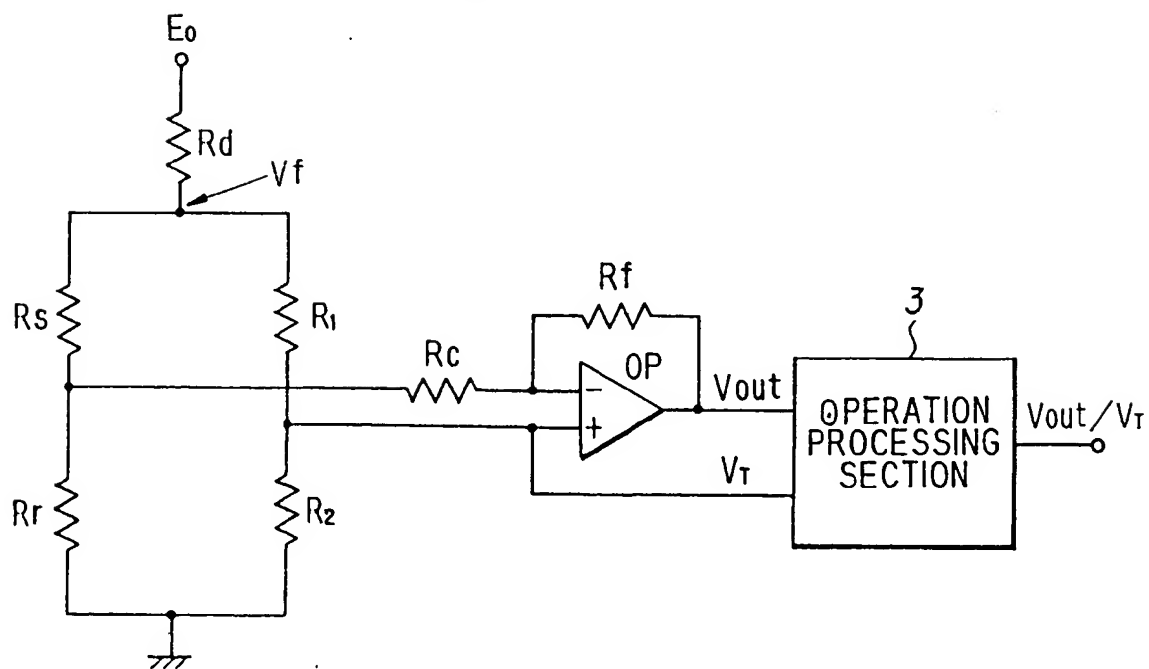 E0
Rd
Vf
Rs
R1
Rf
3
Rc
OP
-
+
Vout
VT
OPERATION
PROCESSING
SECTION
Vout/VT
Rr
R2